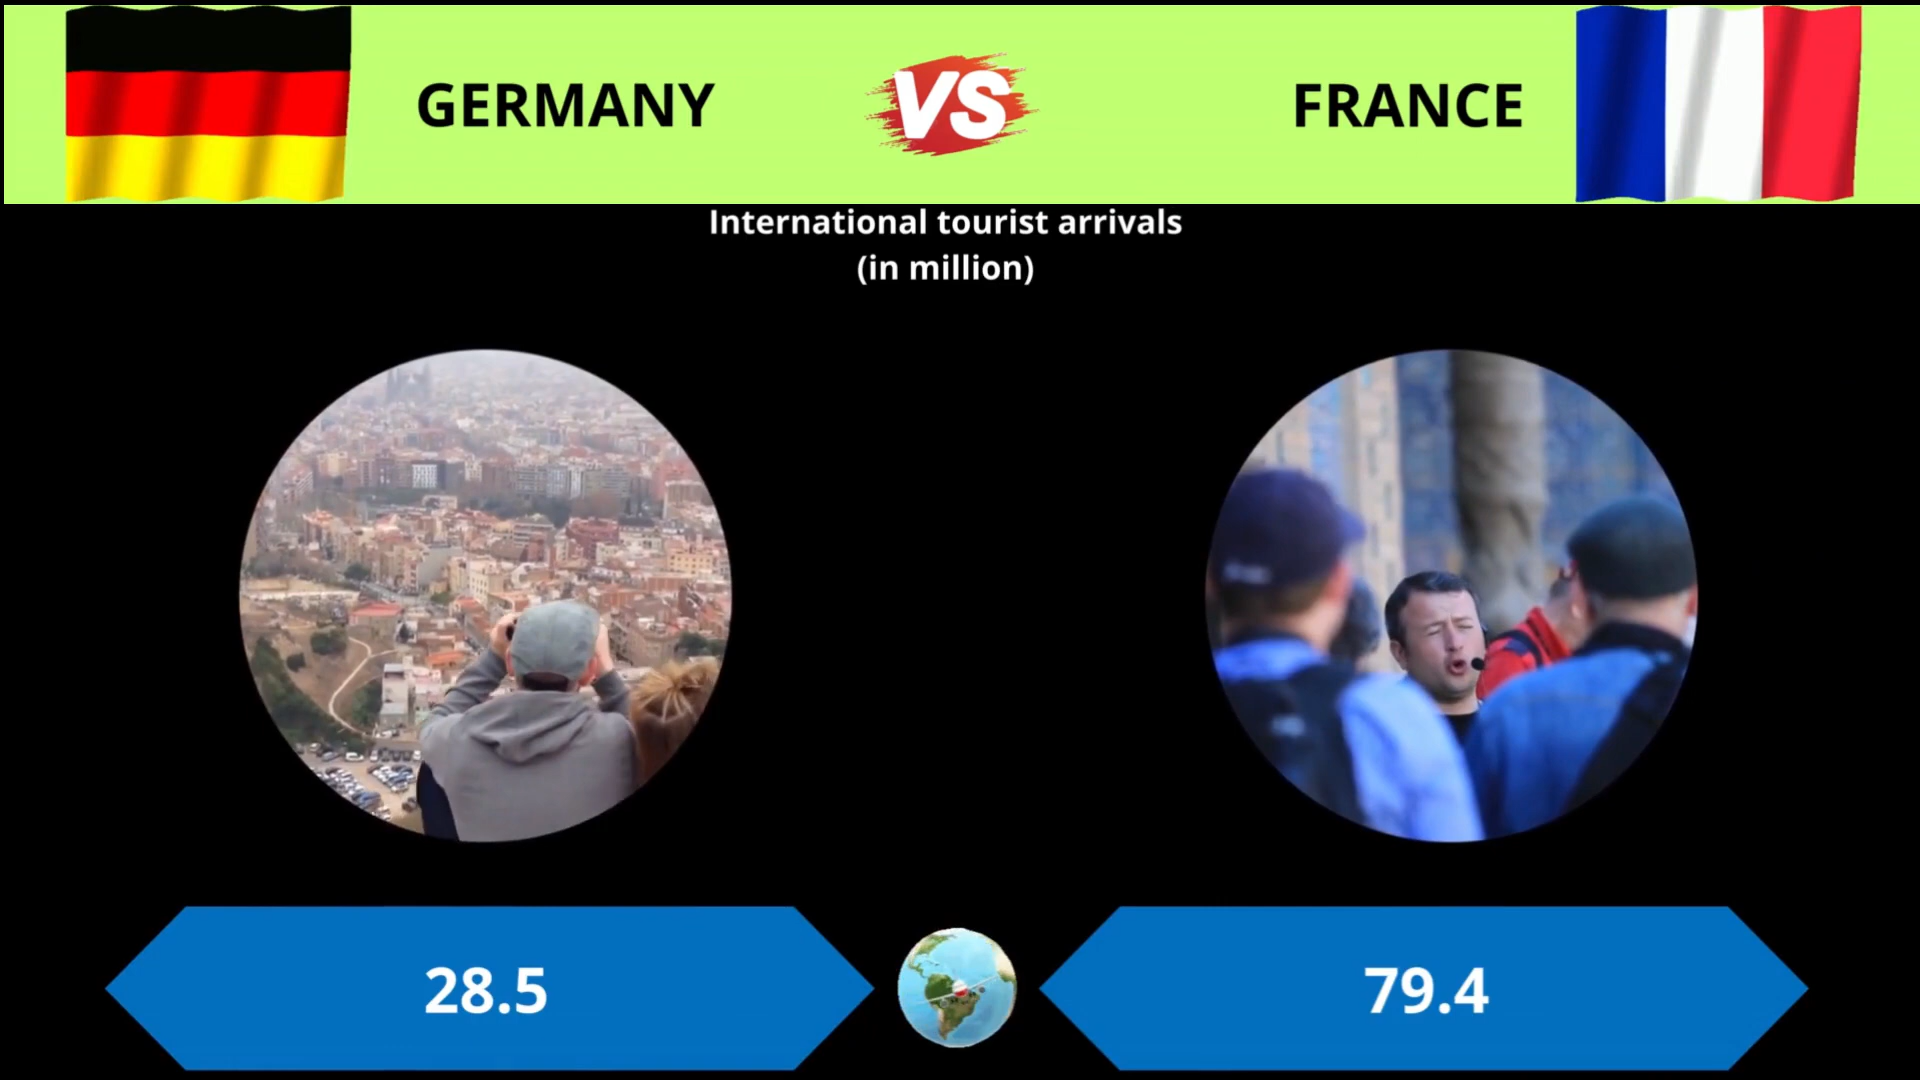 GERMANY
VS
FRANCE
International tourist arrivals
(in million)
28.5
79.4